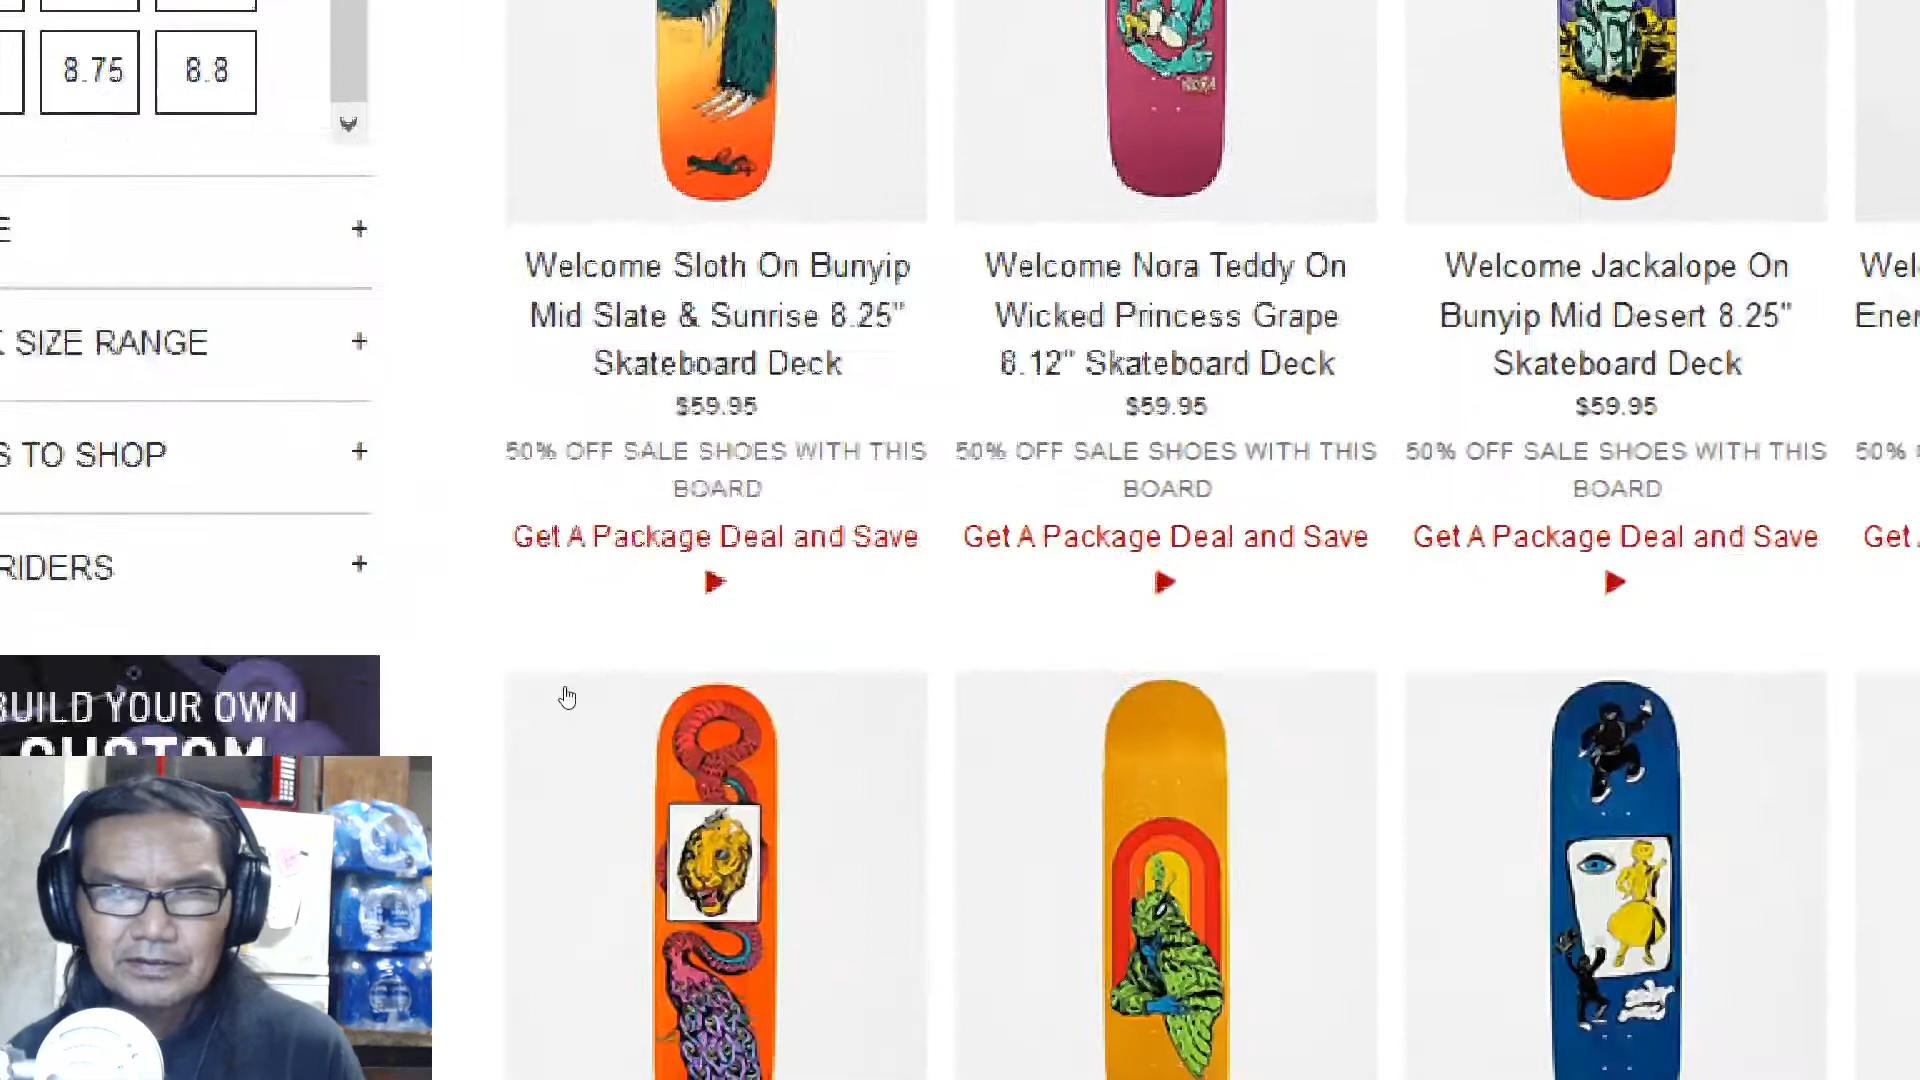 8.75
8.8
E
+
SIZE RANGE
+
S TO SHOP
+
RIDERS
+
BUILD YOUR OWN
CUSTOM
Welcome Sloth On Bunyip
Mid Slate & Sunrise 8.25"
Skateboard Deck
$59.95
50% OFF SALE SHOES WITH THIS
BOARD
Get A Package Deal and Save
Welcome Nora Teddy On
Wicked Princess Grape
8.12" Skateboard Deck
$59.95
50% OFF SALE SHOES WITH THIS
BOARD
Get A Package Deal and Save
Welcome Jackalope On
Bunyip Mid Desert 8.25"
Skateboard Deck
$59.95
50% OFF SALE SHOES WITH THIS
BOARD
Get A Package Deal and Save
Wel
Ener
50%
Get